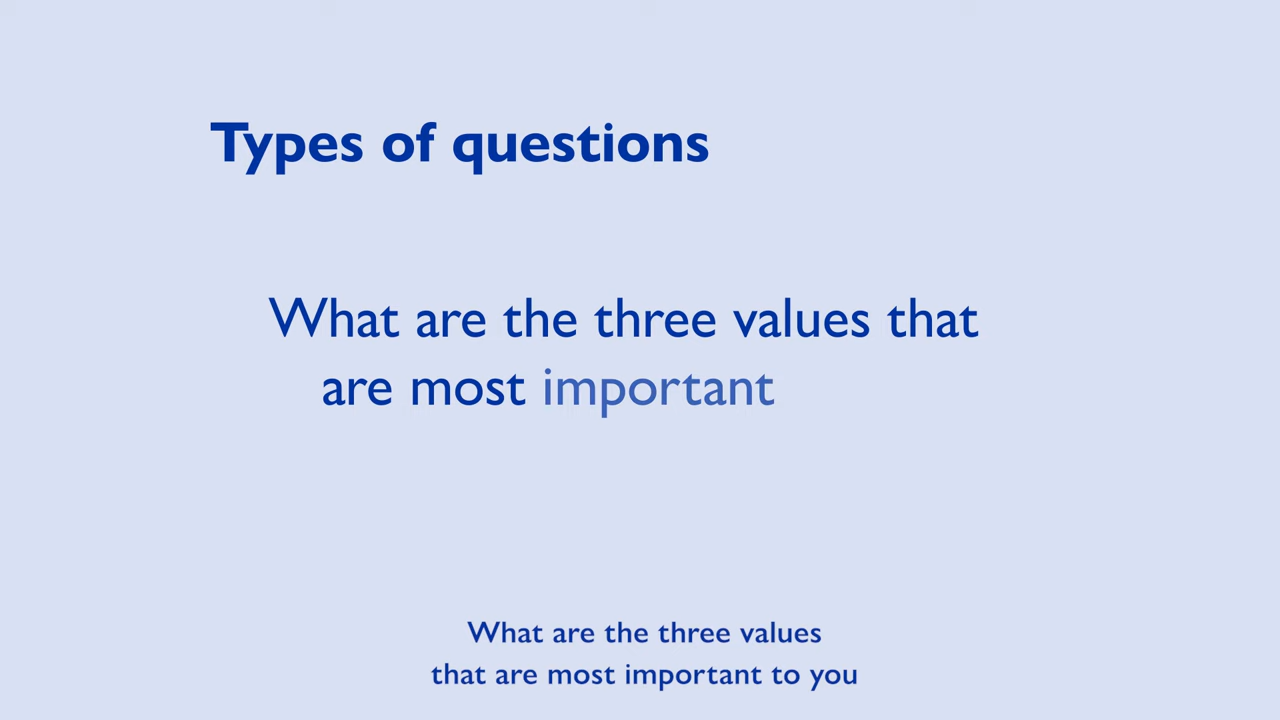 Types of questions
What are the three values that
are most important
What are the three values
that are most important to you